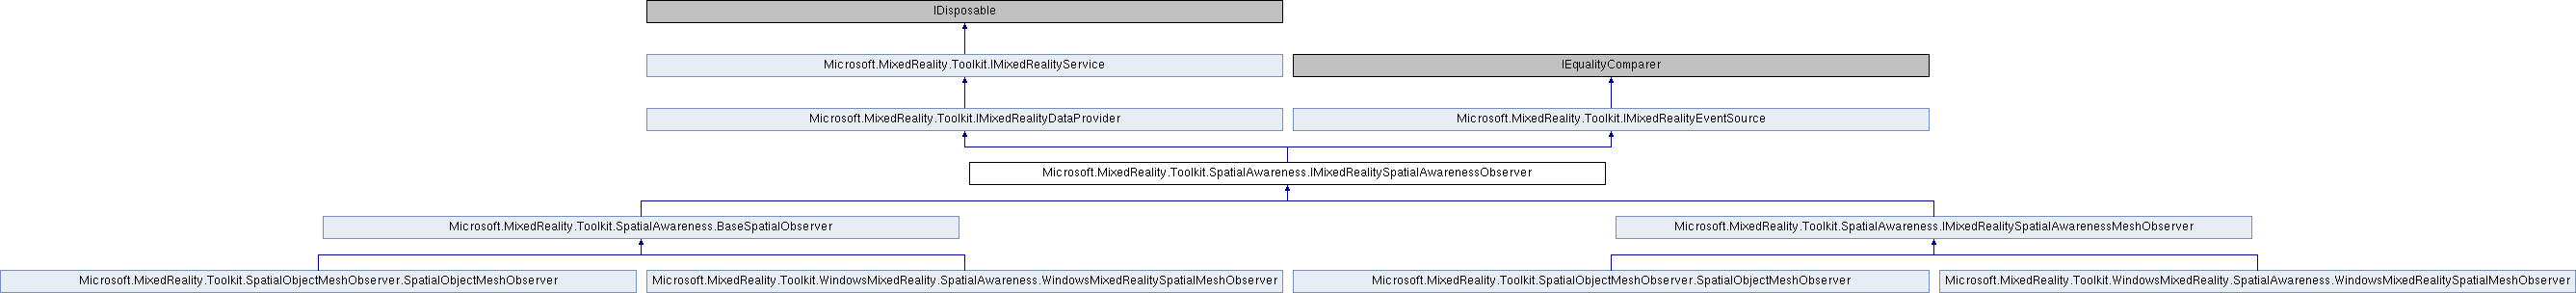 IDisposable
Microsoft.MixedReality.Toolkit.IMixedRealityService
IEqualityComparer
Microsoft.MixedReality.Toolkit.IMixedRealityDataProvider
Microsoft.MixedReality.Toolkit.IMixedRealityEventSource
Microsoft.MixedReality.Toolkit.SpatialAwareness.IMixedRealitySpatialAwarenessObserver
Microsoft.MixedReality.Toolkit.SpatialAwareness.BaseSpatialObserver
Microsoft.MixedReality.Toolkit.SpatialAwareness.IMixedRealitySpatialAwarenessMeshObserver
Microsoft.MixedReality.Toolkit.SpatialObjectMeshObserver.SpatialObjectMeshObserver
Microsoft.MixedReality.Toolkit.WindowsMixedReality.SpatialAwareness.WindowsMixedRealitySpatialMeshObserver
Microsoft.MixedReality.Toolkit.SpatialObjectMeshObserver.SpatialObjectMeshObserver
Microsoft.MixedReality.Toolkit.WindowsMixedReality.SpatialAwareness.WindowsMixedRealitySpatialMeshObserver